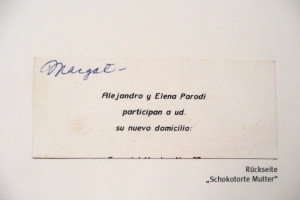 Margot –
Alejandro y Elena Parodi
participan a ud.
su nuevo domicilio:
Rückseite
„Schokotorte Mutter“